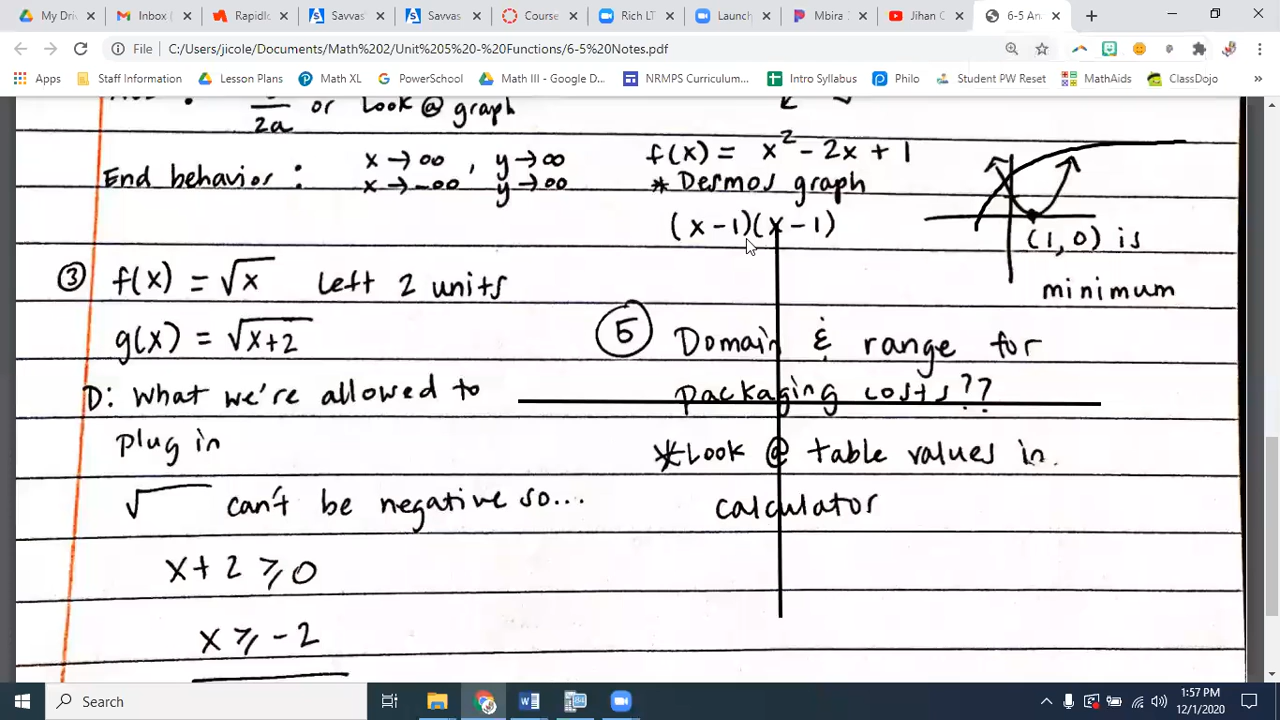 My Driv
Inbox (
RapidIc
Savvas
Savvas
Course
Rich LT
Launch
Mbira
Jihan C
6-5 An
File
C:/Users/jicole/Documents/Math%202/Unit%205%20-%20Functions/6-5%20Notes.pdf
Apps
Staff Information
Lesson Plans
Math XL
PowerSchool
Math III - Google D...
NRMPS Curriculum...
Intro Syllabus
Philo
Student PW Reset
MathAids
ClassDojo
2a or Look @ graph
End behavior : x→∞ , y→∞
x→-∞ y→∞
③ f(x) = √x left 2 units
g(x) = √x+2
D: What we're allowed to
plug in
√ can't be negative so...
x + 2 ≥ 0
x ≥ -2
f(x) = x² - 2x + 1
* Desmos graph
(x-1)(x-1)
(1,0) is
minimum
⑤ Domain & range for
packaging costs??
*Look @ table values in
calculator
Search
1:57 PM
12/1/2020